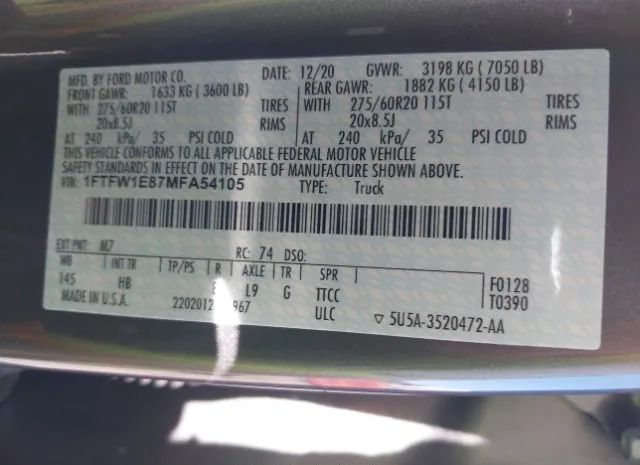 MFD. BY FORD MOTOR CO. DATE: 12/20 GVWR: 3198 KG ( 7050 LB)
FRONT GAWR: 1633 KG ( 3600 LB) REAR GAWR: 1882 KG ( 4150 LB)
WITH 275/60R20 115T TIRES WITH 275/60R20 115T TIRES
20x8.5J RIMS 20x8.5J RIMS
AT 240 kPa/ 35 PSI COLD AT 240 kPa/ 35 PSI COLD
THIS VEHICLE CONFORMS TO ALL APPLICABLE FEDERAL MOTOR VEHICLE
SAFETY STANDARDS IN EFFECT ON THE DATE OF MANUFACTURE SHOWN ABOVE.
VIN: 1FTFW1E87MFA54105 TYPE: Truck
EXT PNT: M7 RC: 74 DSO:
WB INT TR TP/PS R AXLE TR SPR
145 HB L9 G TTCC F0128
MADE IN U.S.A. ULC T0390
▽ 5U5A-3520472-AA